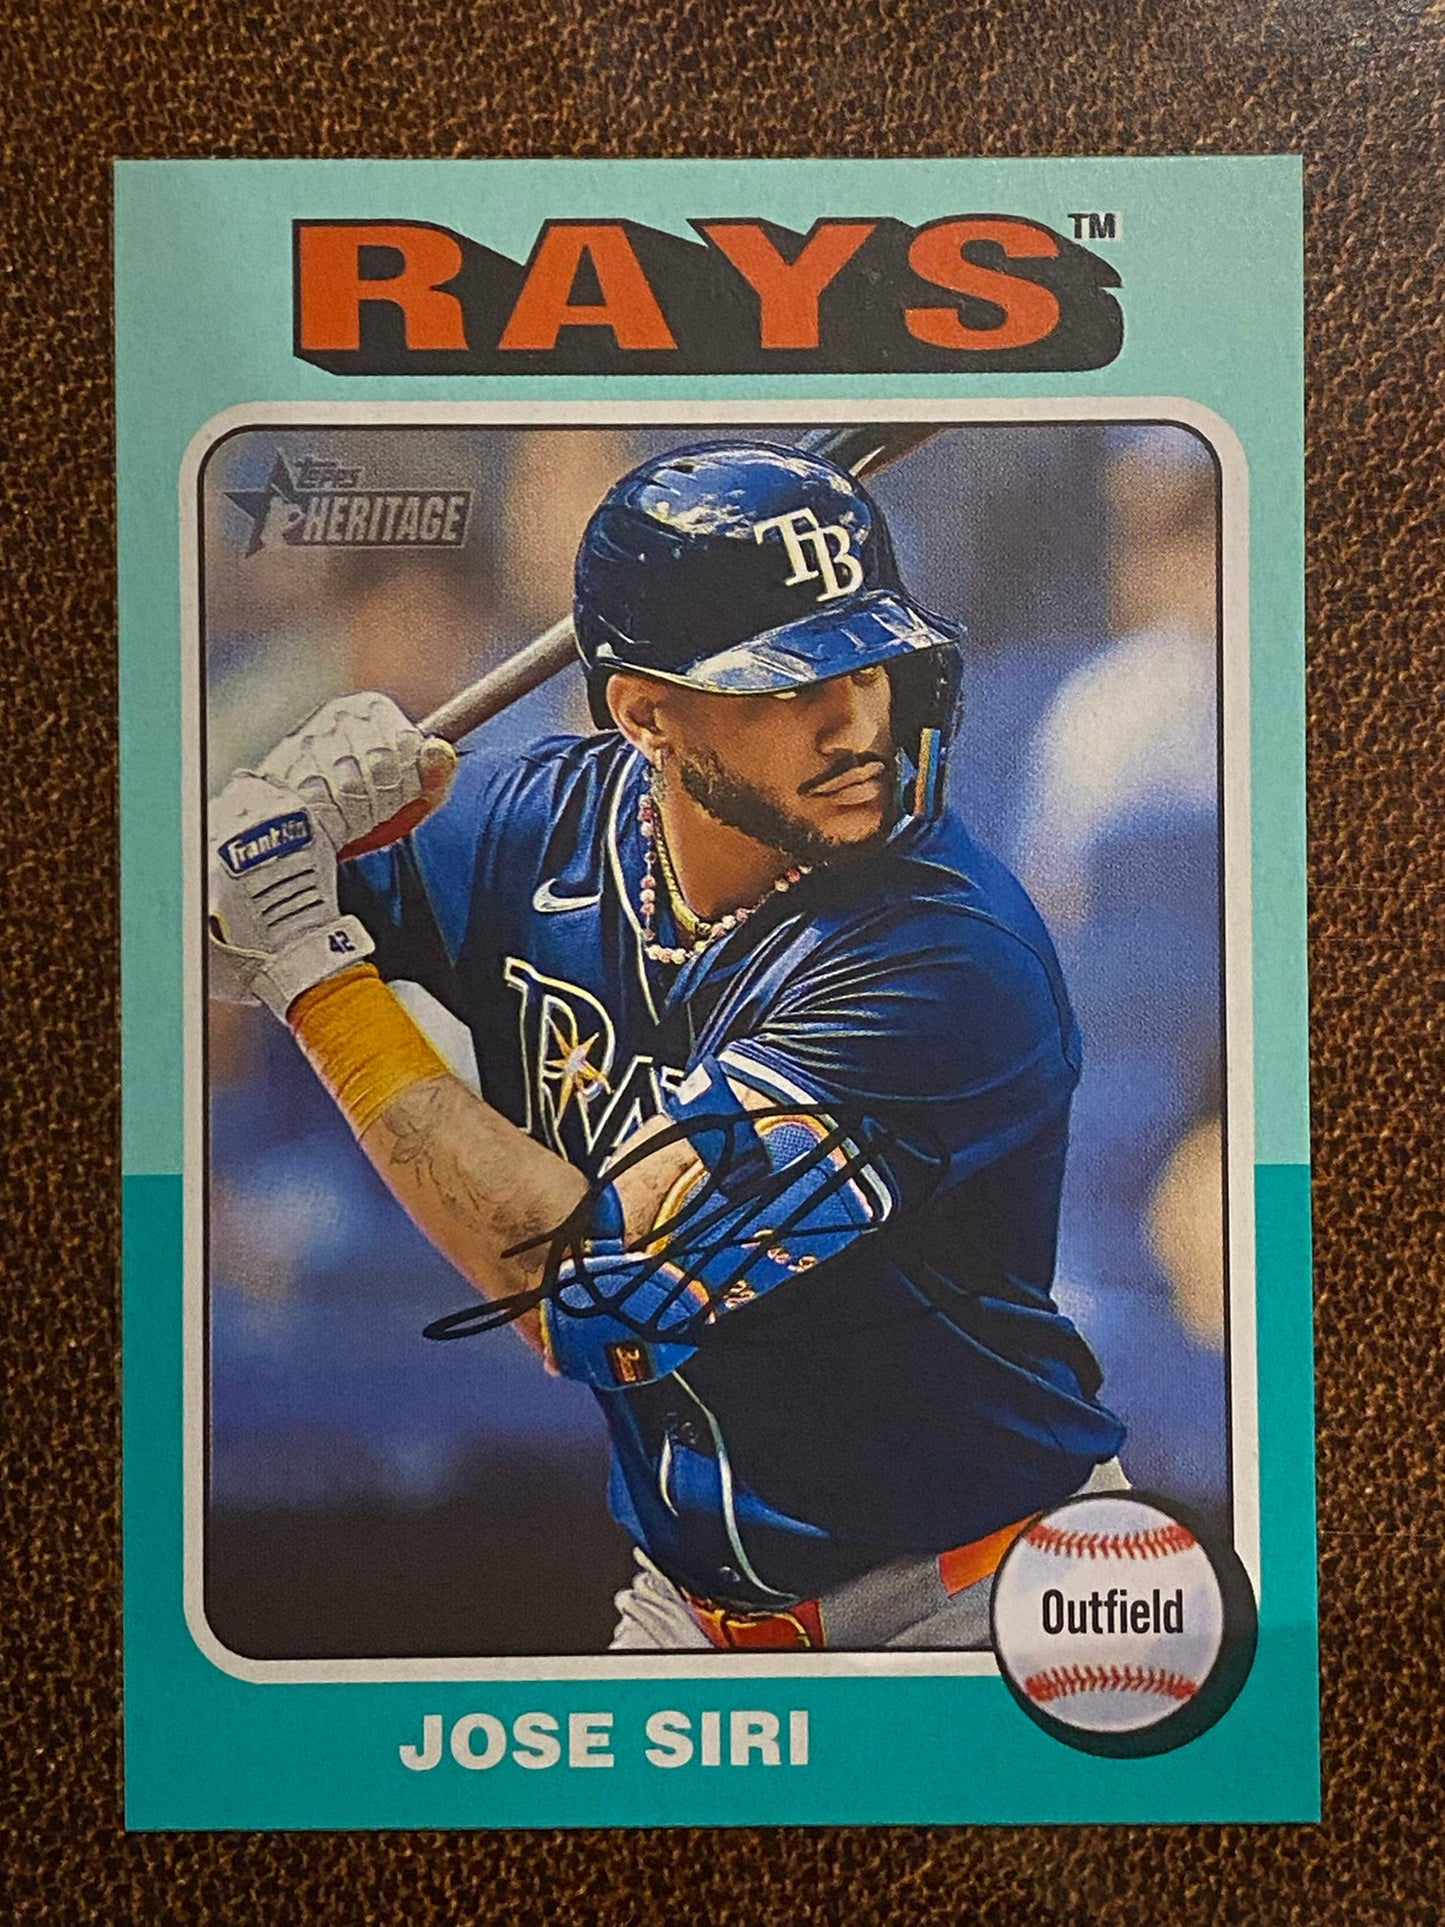 RAYS™
Topps
HERITAGE
TB
Franklin
42
Outfield
JOSE SIRI